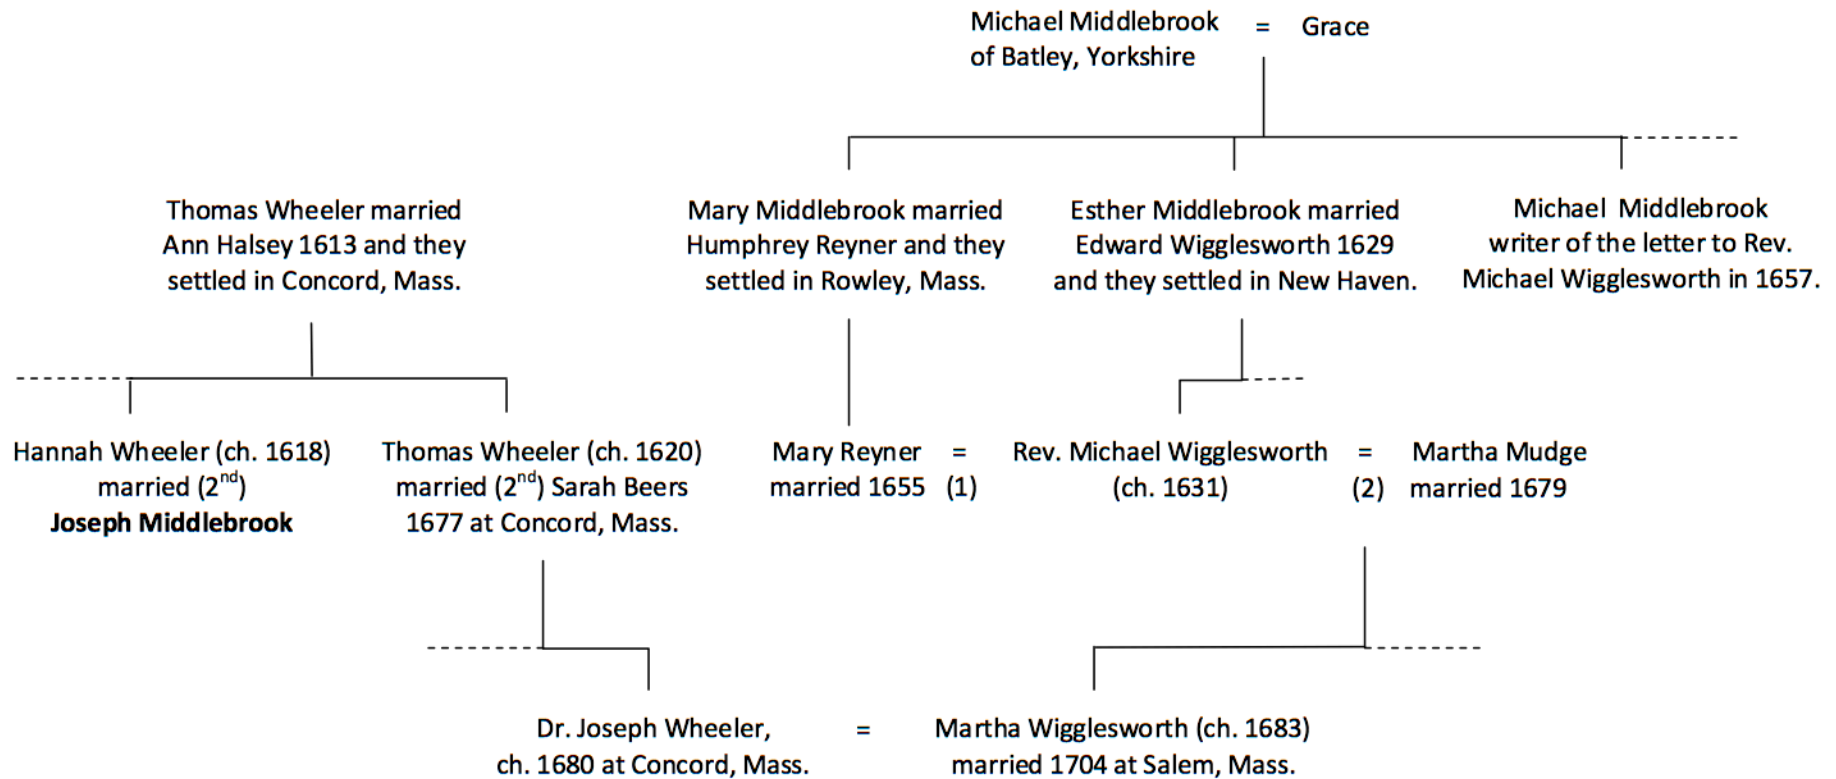 Michael Middlebrook = Grace
of Batley, Yorkshire
Thomas Wheeler married
Ann Halsey 1613 and they
settled in Concord, Mass.
Mary Middlebrook married
Humphrey Reyner and they
settled in Rowley, Mass.
Esther Middlebrook married
Edward Wigglesworth 1629
and they settled in New Haven.
Michael Middlebrook
writer of the letter to Rev.
Michael Wigglesworth in 1657.
Hannah Wheeler (ch. 1618)
married (2nd)
Joseph Middlebrook
Thomas Wheeler (ch. 1620)
married (2nd) Sarah Beers
1677 at Concord, Mass.
Mary Reyner = Rev. Michael Wigglesworth = Martha Mudge
married 1655 (1) (ch. 1631) (2) married 1679
Dr. Joseph Wheeler, = Martha Wigglesworth (ch. 1683)
ch. 1680 at Concord, Mass. married 1704 at Salem, Mass.